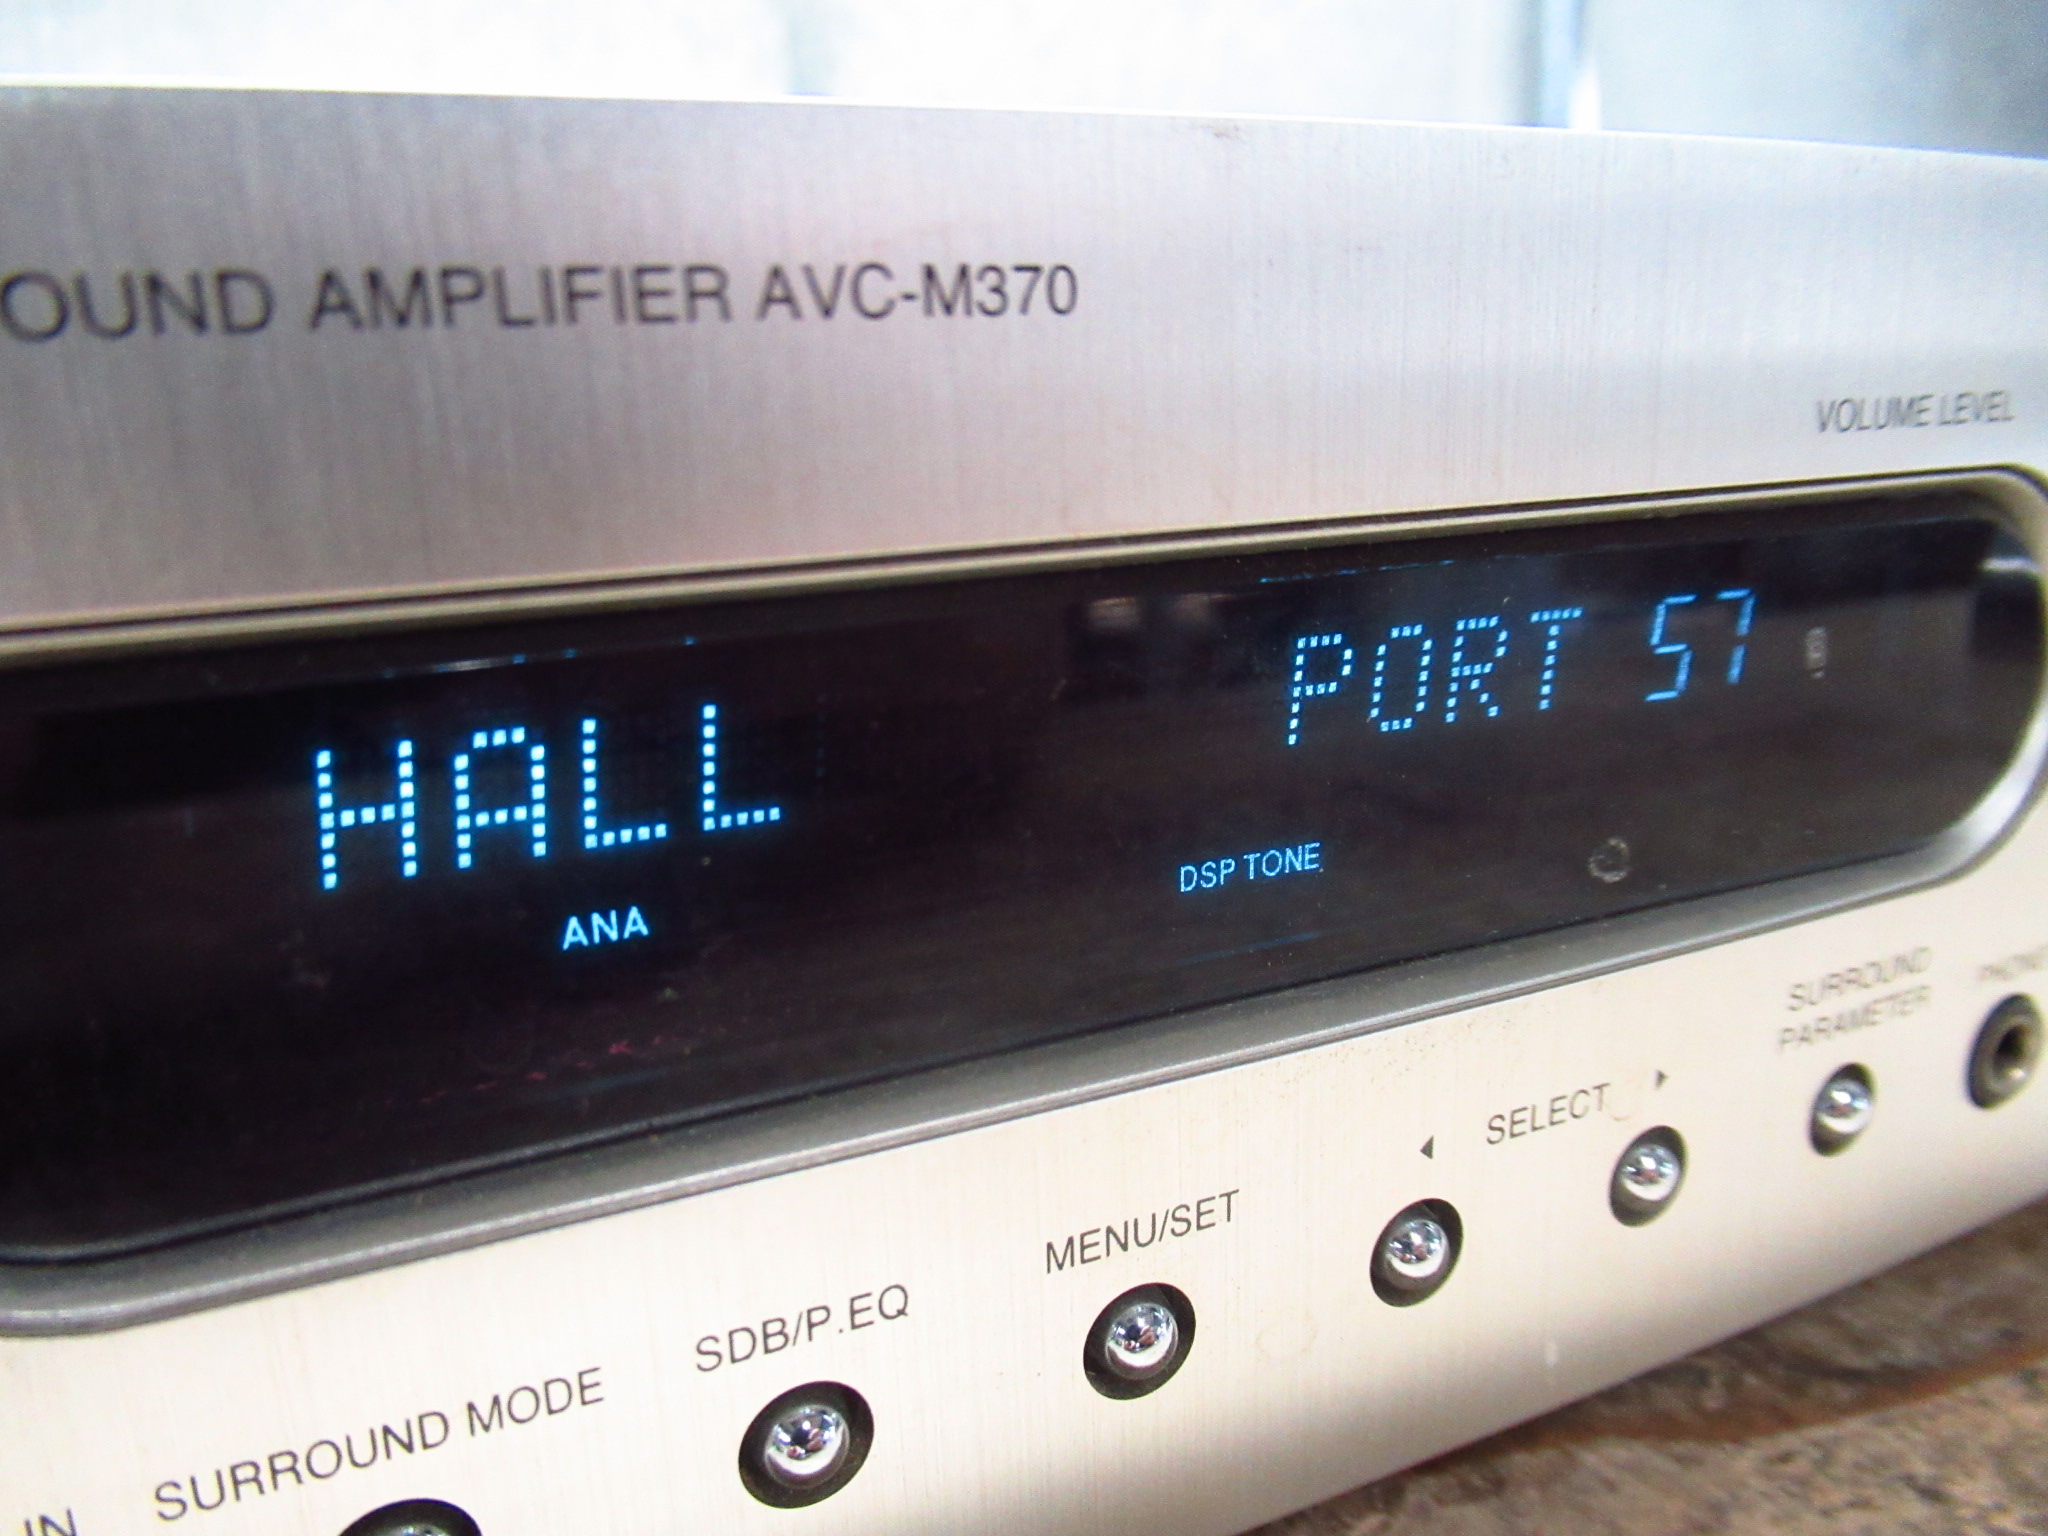 OUND AMPLIFIER AVC-M370
VOLUME LEVEL
HALL PORT 57
ANA DSP TONE
SURROUND
PARAMETER
PHONE
SELECT
MENU/SET
SDB/P.EQ
SURROUND MODE
IN